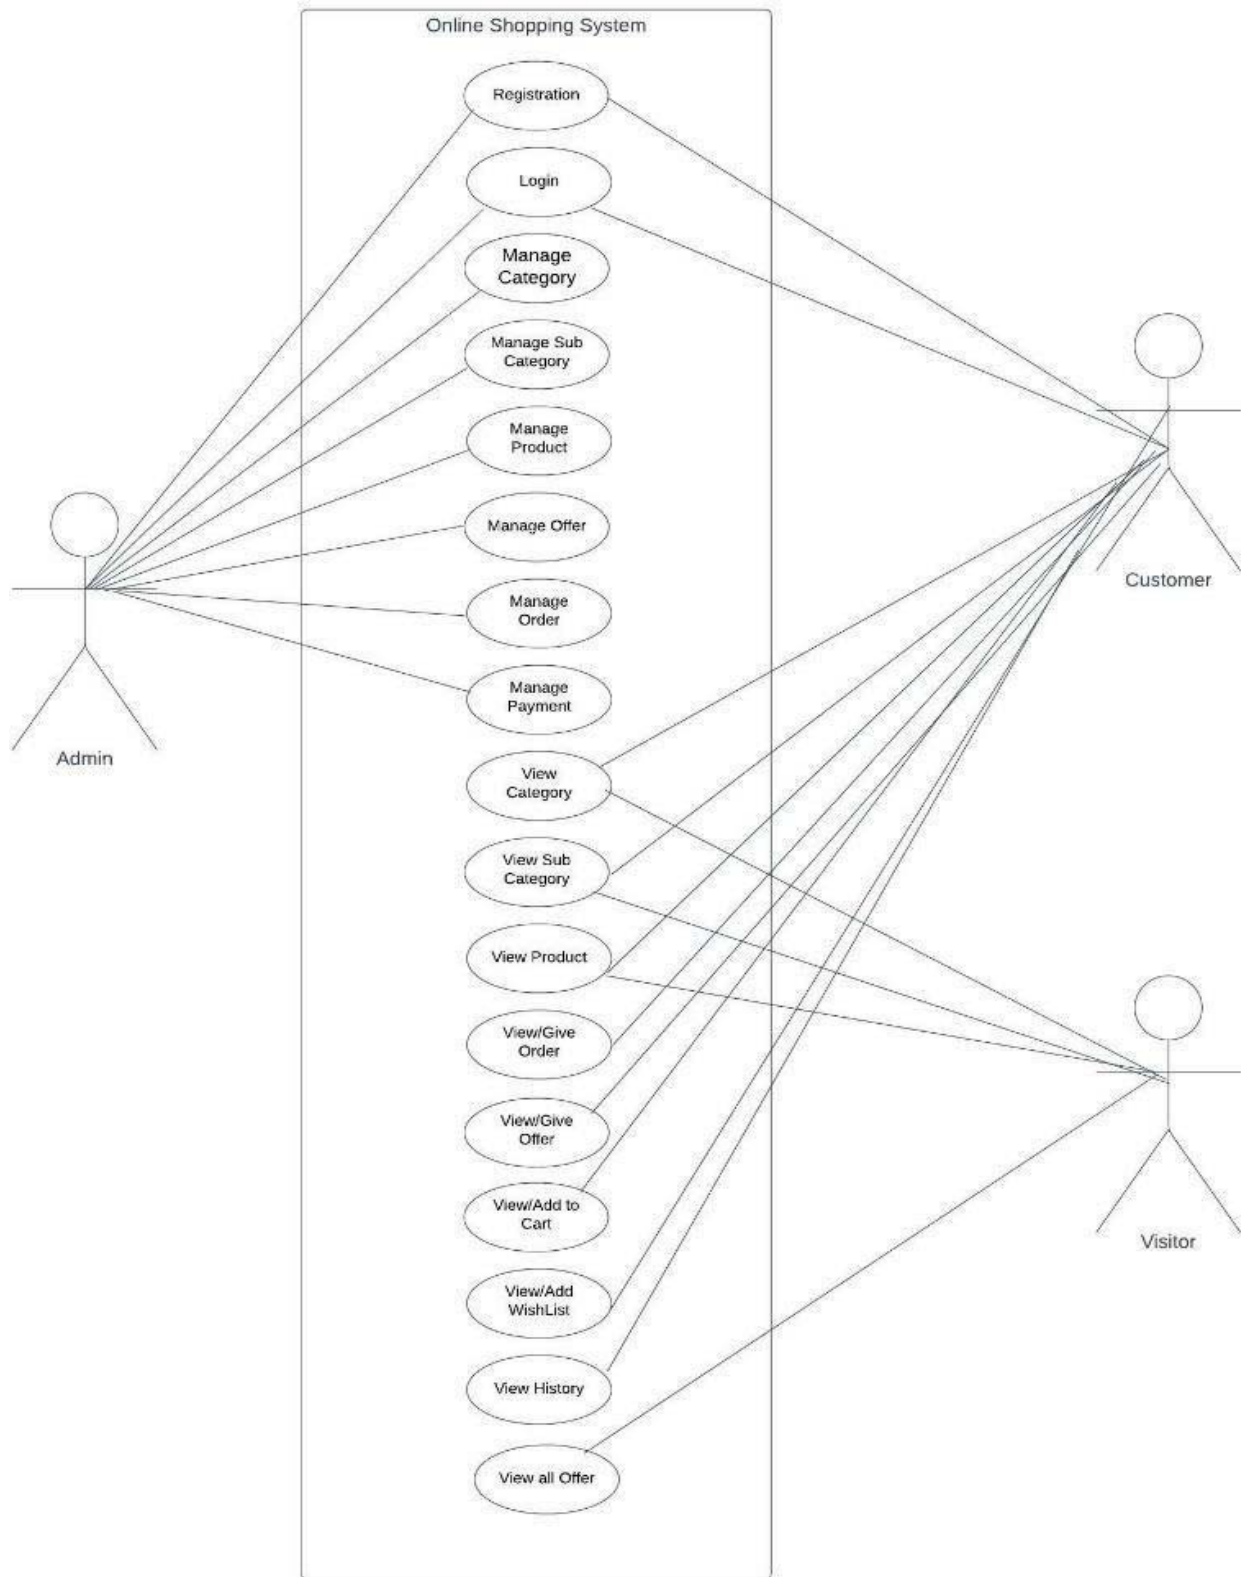 Online Shopping System
Registration
Login
Manage
Category
Manage Sub
Category
Manage
Product
Manage Offer
Manage
Order
Manage
Payment
View
Category
View Sub
Category
View Product
View/Give
Order
View/Give
Offer
View/Add to
Cart
View/Add
WishList
View History
View all Offer
Admin
Customer
Visitor